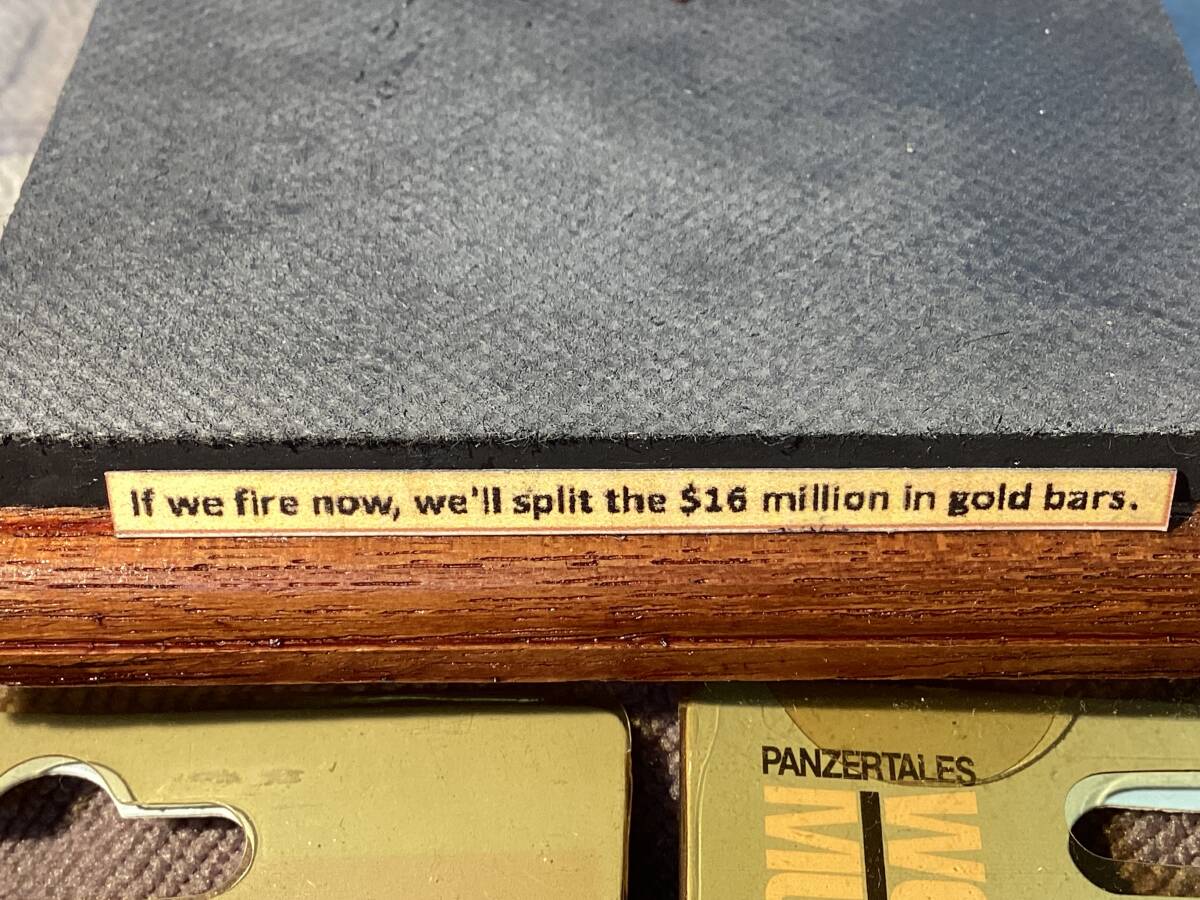 If we fire now, we'll split the $16 million in gold bars.
PANZERTALES